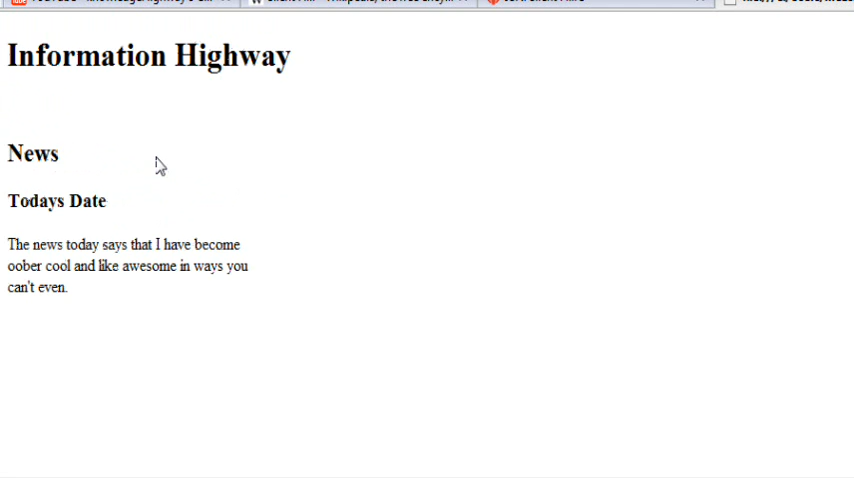 Information Highway
News
Todays Date
The news today says that I have become
oober cool and like awesome in ways you
can't even.